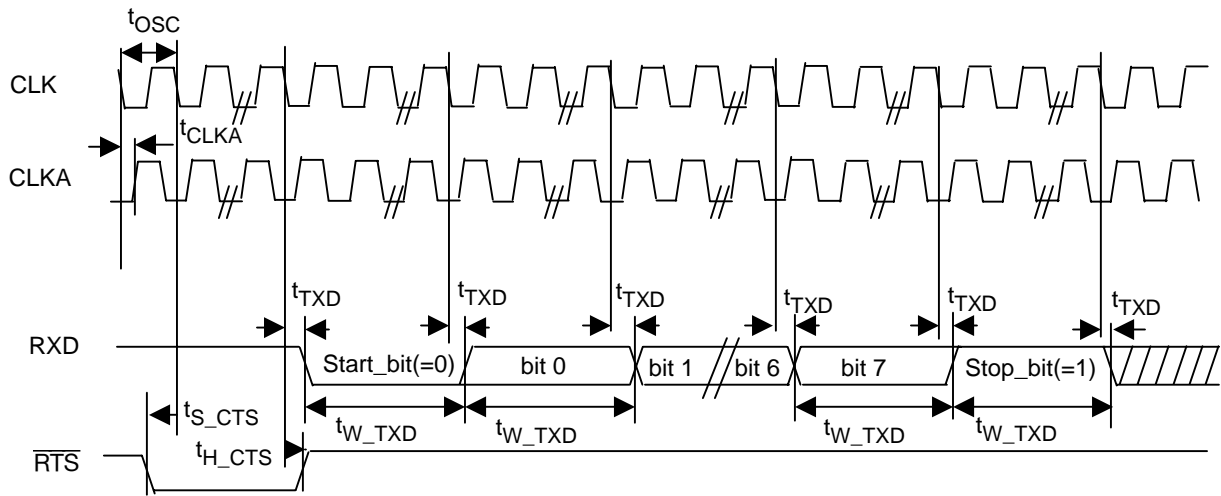 tOSC
CLK
tCLKA
CLKA
tTXD tTXD tTXD tTXD tTXD tTXD
RXD Start_bit(=0) bit 0 bit 1 bit 6 bit 7 Stop_bit(=1)
tS_CTS tW_TXD tW_TXD tW_TXD tW_TXD
RTS tH_CTS